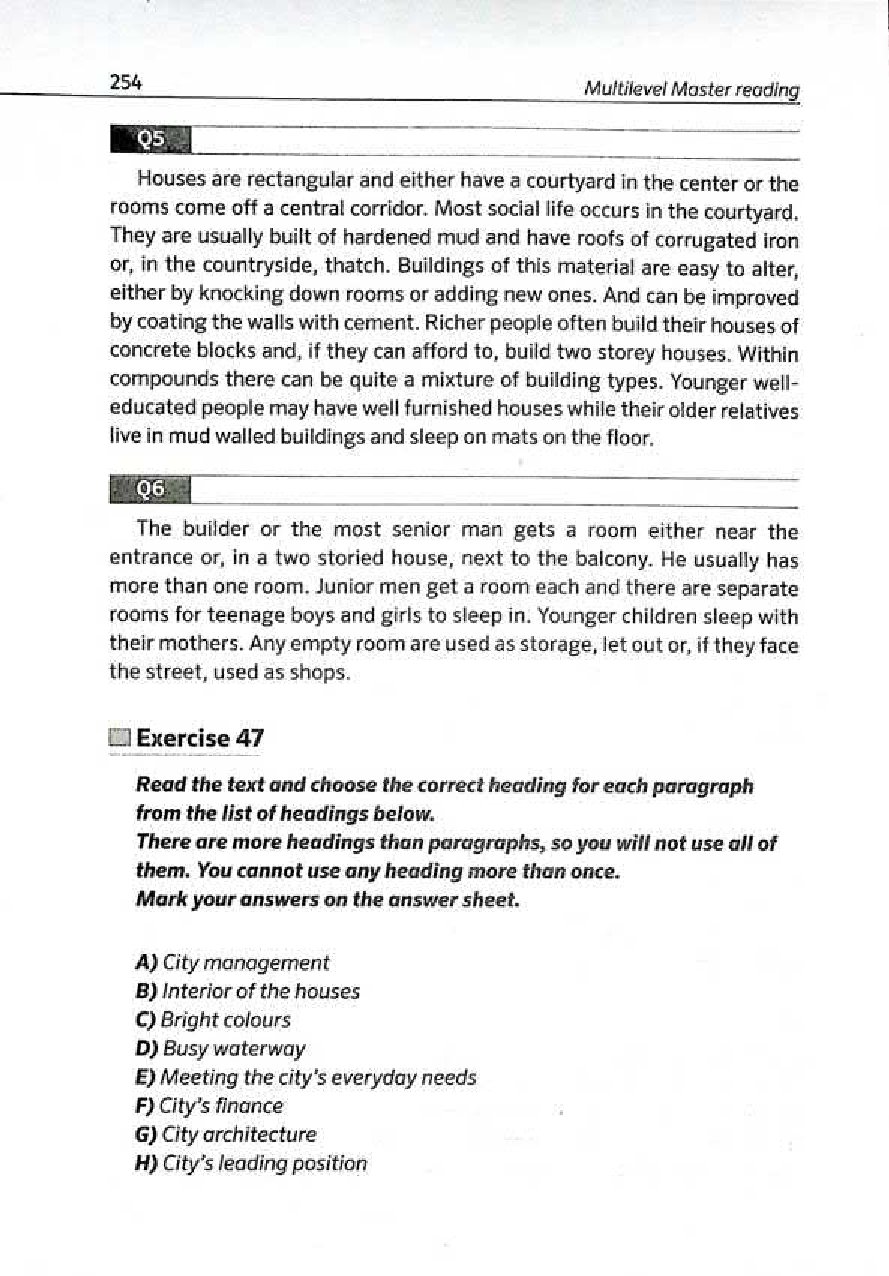 254
Multilevel Master reading
Q5
Houses are rectangular and either have a courtyard in the center or the
rooms come off a central corridor. Most social life occurs in the courtyard.
They are usually built of hardened mud and have roofs of corrugated iron
or, in the countryside, thatch. Buildings of this material are easy to alter,
either by knocking down rooms or adding new ones. And can be improved
by coating the walls with cement. Richer people often build their houses of
concrete blocks and, if they can afford to, build two storey houses. Within
compounds there can be quite a mixture of building types. Younger well-
educated people may have well furnished houses while their older relatives
live in mud walled buildings and sleep on mats on the floor.
Q6
The builder or the most senior man gets a room either near the
entrance or, in a two storied house, next to the balcony. He usually has
more than one room. Junior men get a room each and there are separate
rooms for teenage boys and girls to sleep in. Younger children sleep with
their mothers. Any empty room are used as storage, let out or, if they face
the street, used as shops.
Exercise 47
Read the text and choose the correct heading for each paragraph
from the list of headings below.
There are more headings than paragraphs, so you will not use all of
them. You cannot use any heading more than once.
Mark your answers on the answer sheet.
A) City management
B) Interior of the houses
C) Bright colours
D) Busy waterway
E) Meeting the city's everyday needs
F) City's finance
G) City architecture
H) City's leading position